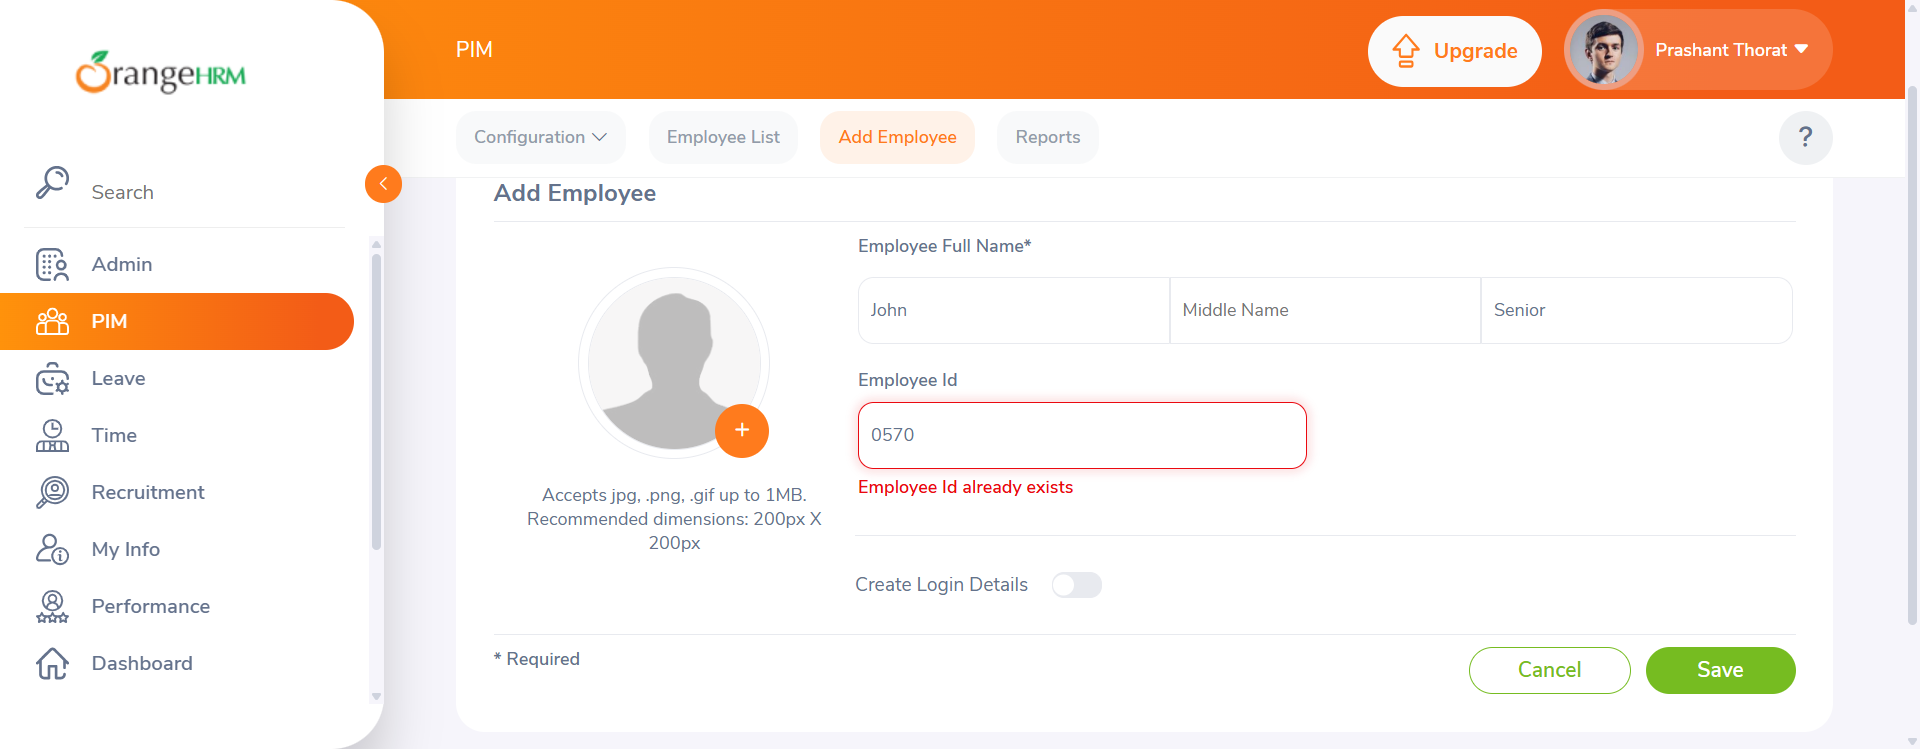 OrangeHRM
Search
Admin
PIM
Leave
Time
Recruitment
My Info
Performance
Dashboard
PIM
Upgrade
Prashant Thorat
Configuration
Employee List
Add Employee
Reports
?
Add Employee
Accepts jpg, .png, .gif up to 1MB.
Recommended dimensions: 200px X
200px
Employee Full Name*
John
Middle Name
Senior
Employee Id
0570
Employee Id already exists
Create Login Details
* Required
Cancel
Save